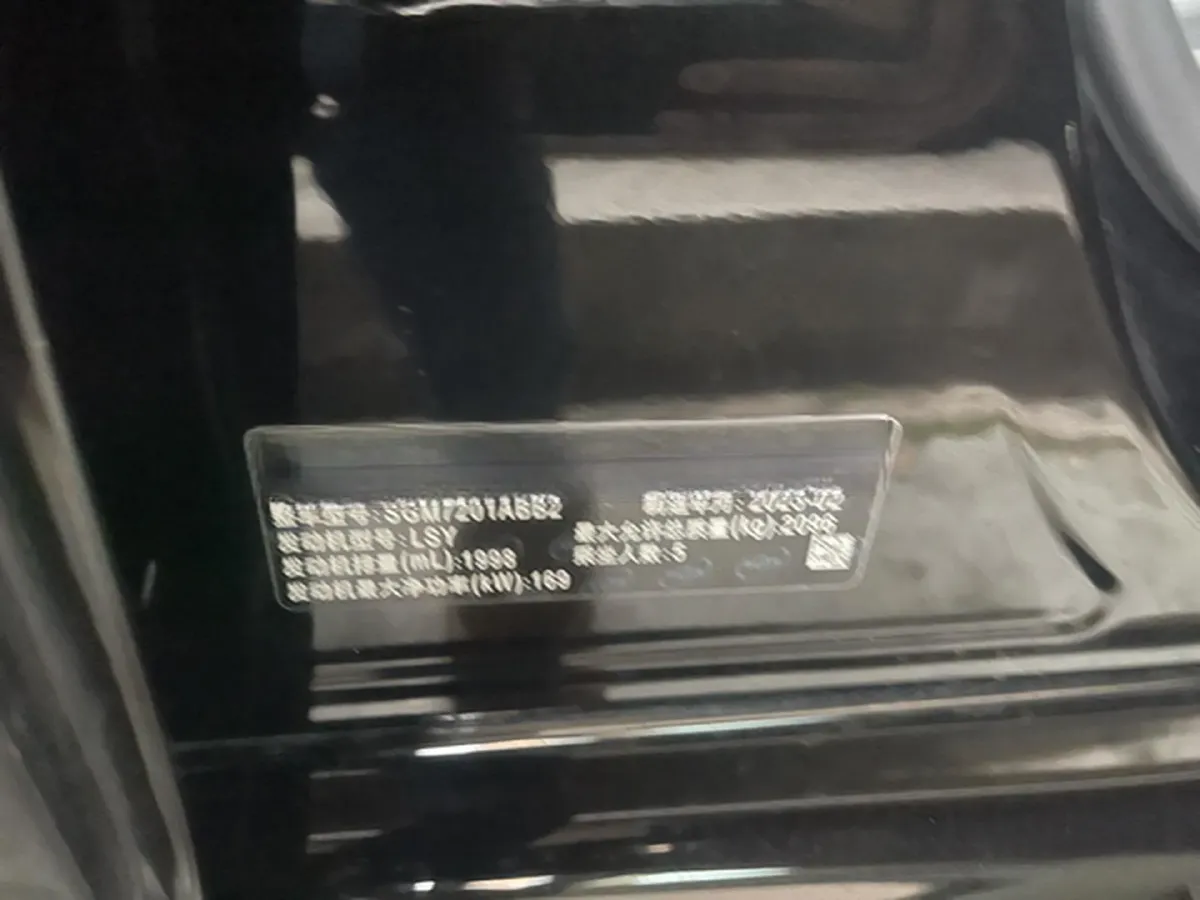 整车型号:SGM7201ABB2 制造年月:2023-02
发动机型号:LSY 最大允许总质量(kg):2096
发动机排量(mL):1998 乘坐人数:5
发动机最大净功率(kW):169